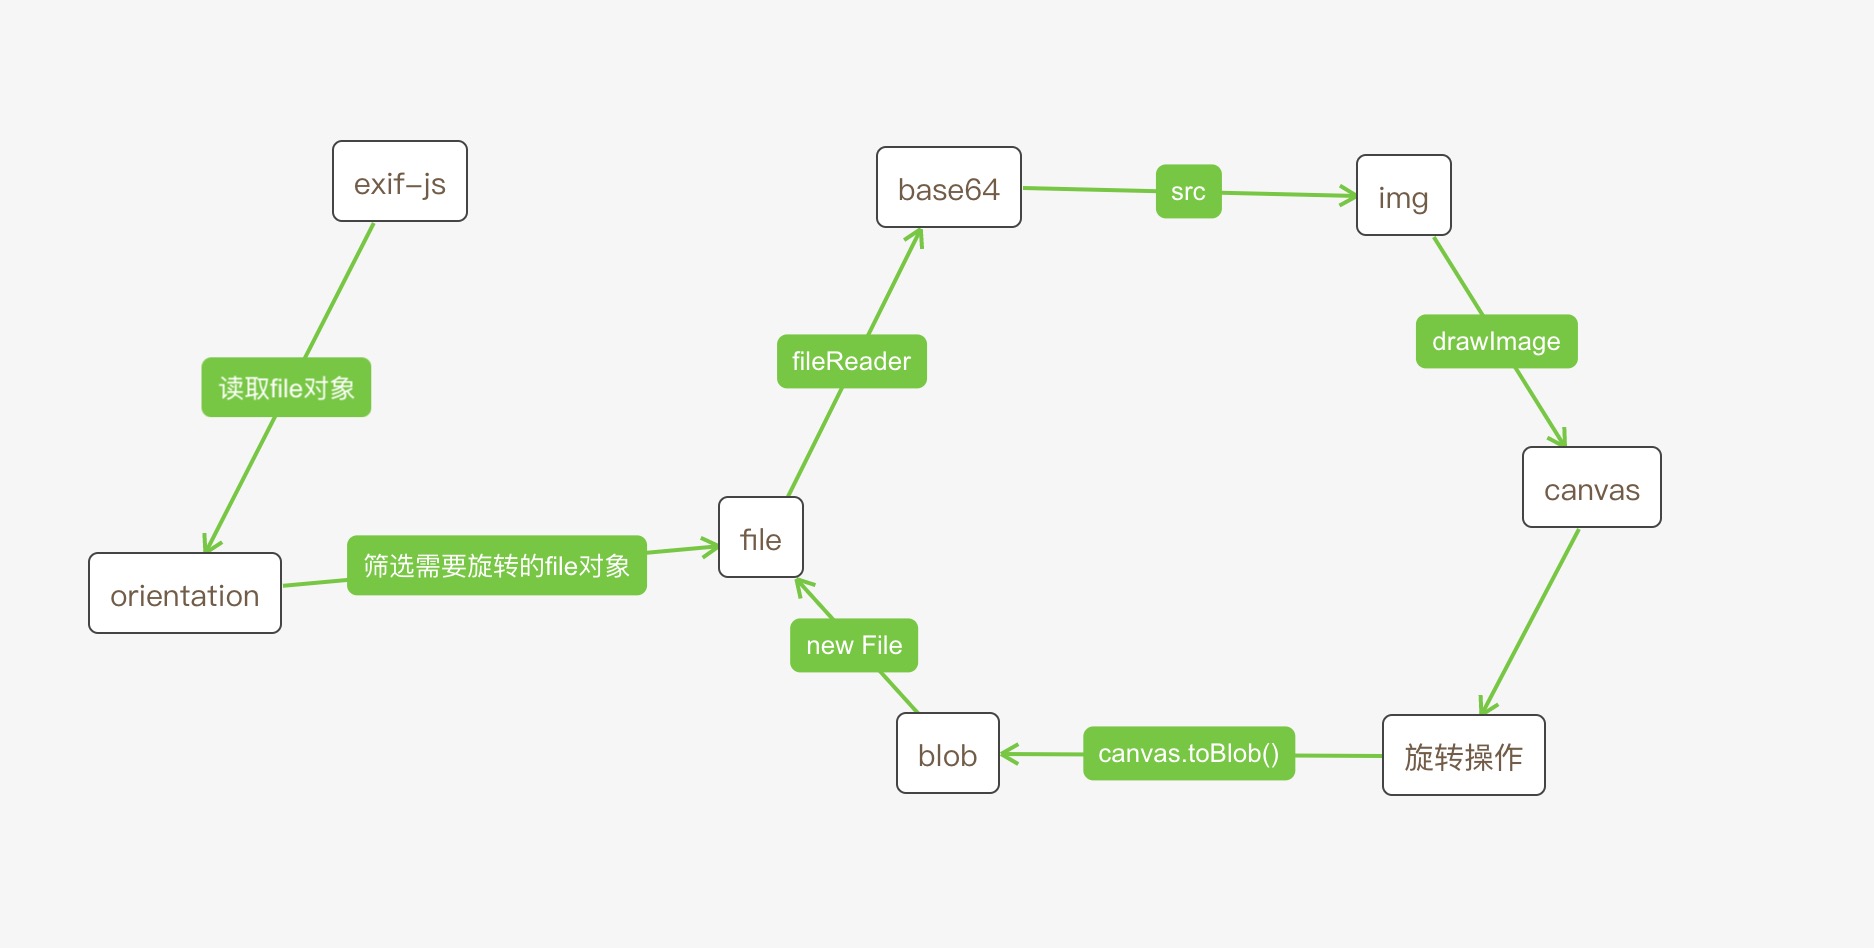 exif-js
base64
src
img
drawImage
fileReader
读取file对象
canvas
file
筛选需要旋转的file对象
orientation
new File
blob
canvas.toBlob()
旋转操作